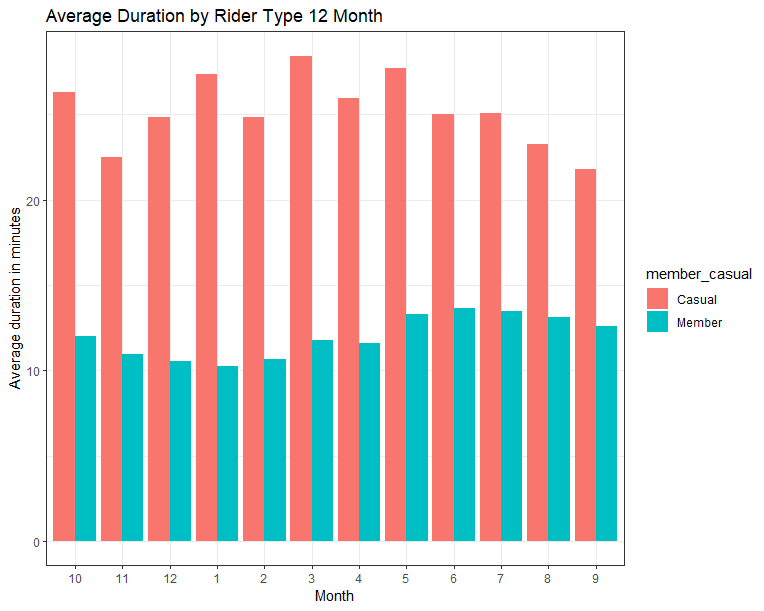 Average Duration by Rider Type 12 Month
Average duration in minutes
20
10
0
10 11 12 1 2 3 4 5 6 7 8 9
Month
member_casual
Casual
Member